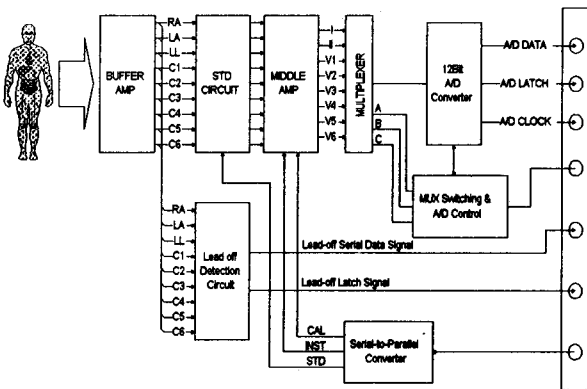 BUFFER
AMP
RA
LA
LL
C1
C2
C3
C4
C5
C6
STD
CIRCUIT
MIDDLE
AMP
I
II
V1
V2
V3
V4
V5
V6
MULTIPLEXER
A
B
C
12Bit
A/D
Converter
A/D DATA
A/D LATCH
A/D CLOCK
MUX Switching &
A/D Control
RA
LA
LL
C1
C2
C3
C4
C5
C6
Lead off
Detection
Circuit
Lead-off Serial Data Signal
Lead-off Latch Signal
CAL
INST
STD
Serial-to-Parallel
Converter